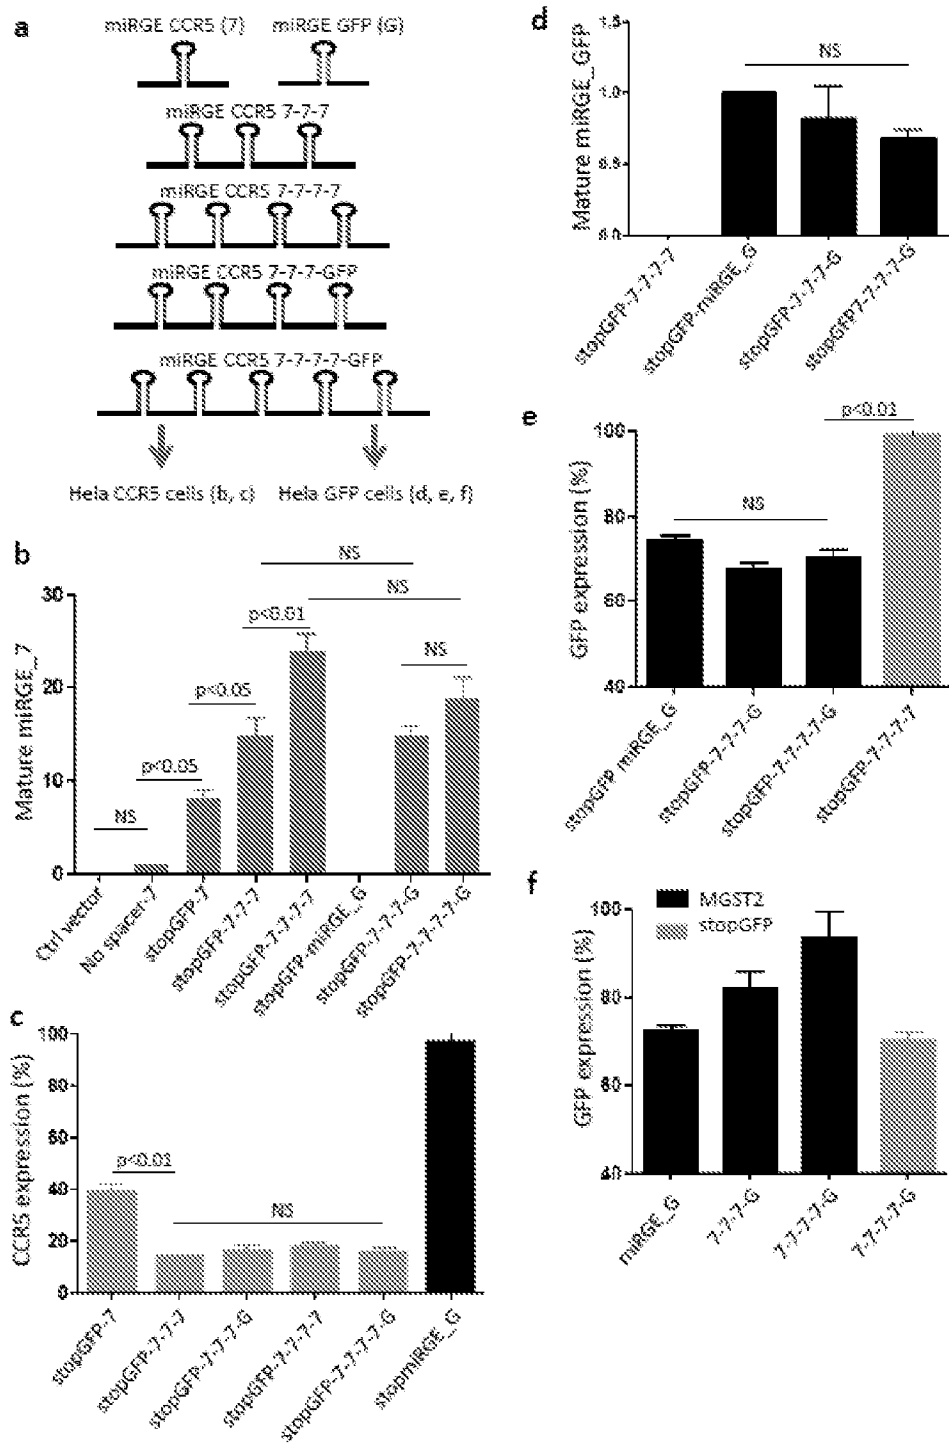 a
miRGE CCR5 (7)
miRGE GFP (G)
miRGE CCR5 7-7-7
miRGE CCR5 7-7-7-7
miRGE CCR5 7-7-7-GFP
miRGE CCR5 7-7-7-7-GFP
Hela CCR5 cells (b, c)
Hela GFP cells (d, e, f)
b
Mature miRGE_7
30
20
10
0
NS
p<0.05
p<0.05
p<0.01
NS
NS
NS
Ctrl vector
No spacer-7
stopGFP-7
stopGFP-7-7-7
stopGFP-7-7-7-7
stopGFP-miRGE_G
stopGFP-7-7-7-G
stopGFP-7-7-7-7-G
c
CCR5 expression (%)
100
80
60
40
20
0
p<0.01
NS
stopGFP-7
stopGFP-7-7-7
stopGFP-7-7-7-G
stopGFP-7-7-7-7
stopGFP-7-7-7-7-G
stopmiRGE_G
d
Mature miRGE_GFP
1.5
1.0
0.5
0.0
NS
stopGFP-7-7-7-7
stopGFP-miRGE_G
stopGFP-7-7-7-G
stopGFP7-7-7-7-G
e
GFP expression (%)
100
80
60
40
NS
p<0.01
stopGFP miRGE_G
stopGFP-7-7-7-G
stopGFP-7-7-7-7-G
stopGFP-7-7-7-7
f
GFP expression (%)
100
80
60
40
MGST2
stopGFP
miRGE_G
7-7-7-G
7-7-7-7-G
7-7-7-7-G